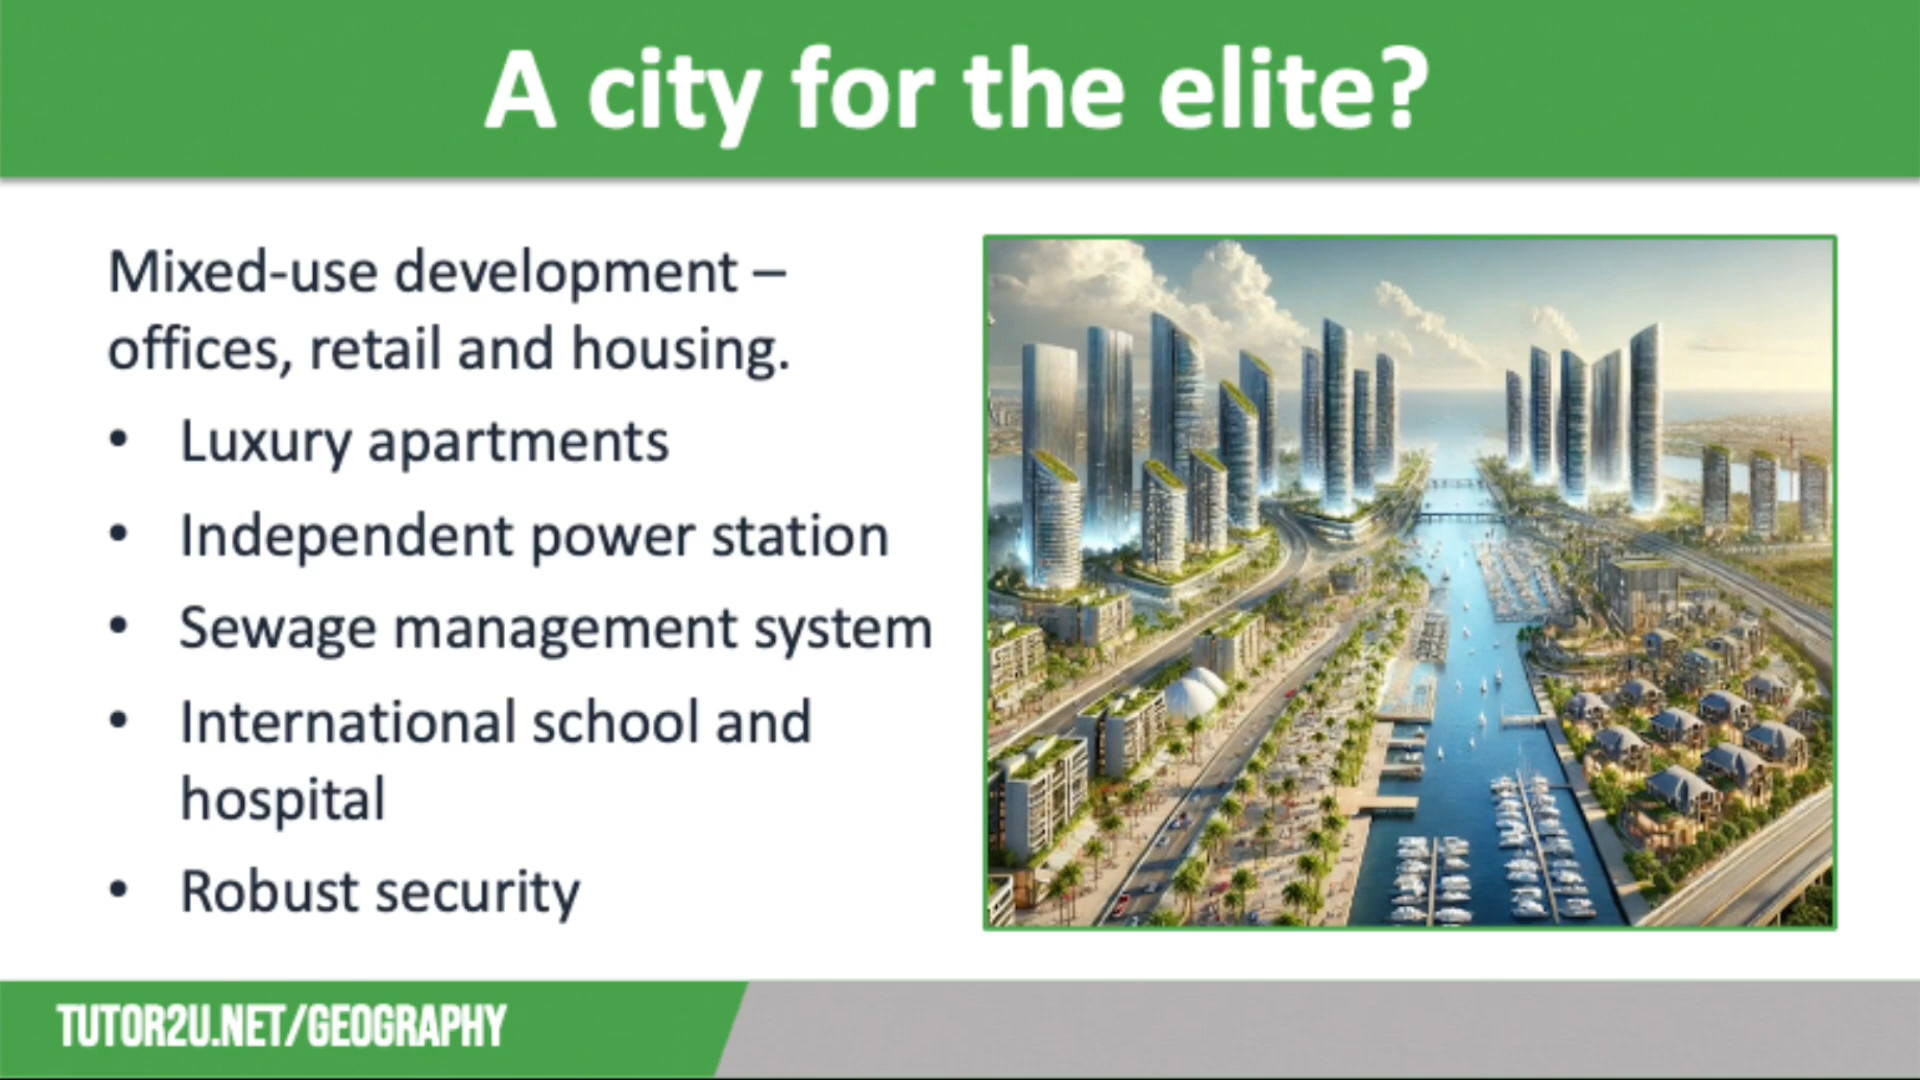 A city for the elite?
Mixed-use development –
offices, retail and housing.
• Luxury apartments
• Independent power station
• Sewage management system
• International school and
hospital
• Robust security
TUTOR2U.NET/GEOGRAPHY